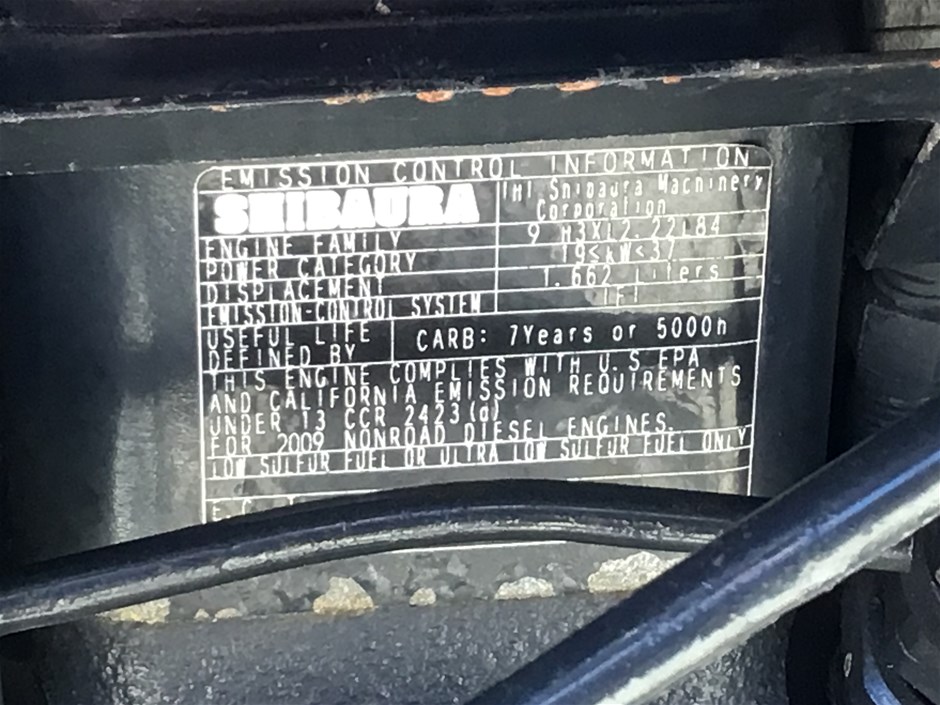 EMISSION CONTROL INFORMATION
SHIBAURA IHI Shibaura Machinery
Corporation
ENGINE FAMILY 9 H3XL2.22L84
POWER CATEGORY 19≤kW<37
DISPLACEMENT 1.662 liters
EMISSION-CONTROL SYSTEM IFI
USEFUL LIFE
DEFINED BY CARB: 7Years or 5000h
THIS ENGINE COMPLIES WITH U.S EPA
AND CALIFORNIA EMISSION REQUIREMENTS
UNDER 13 CCR 2423(d)
FOR 2009 NONROAD DIESEL ENGINES.
LOW SULFUR FUEL OR ULTRA LOW SULFUR FUEL ONLY